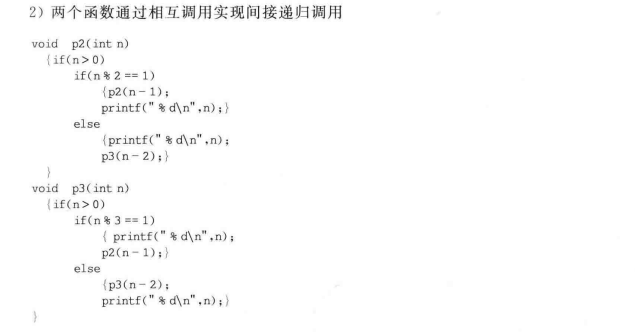 2) 两个函数通过相互调用实现间接递归调用
void p2(int n)
{if(n>0)
if(n%2==1)
{p2(n-1);
printf("%d\n",n);}
else
{printf("%d\n",n);
p3(n-2);}
}
void p3(int n)
{if(n>0)
if(n%3==1)
{ printf("%d\n",n);
p2(n-1);}
else
{p3(n-2);
printf("%d\n",n);}
}